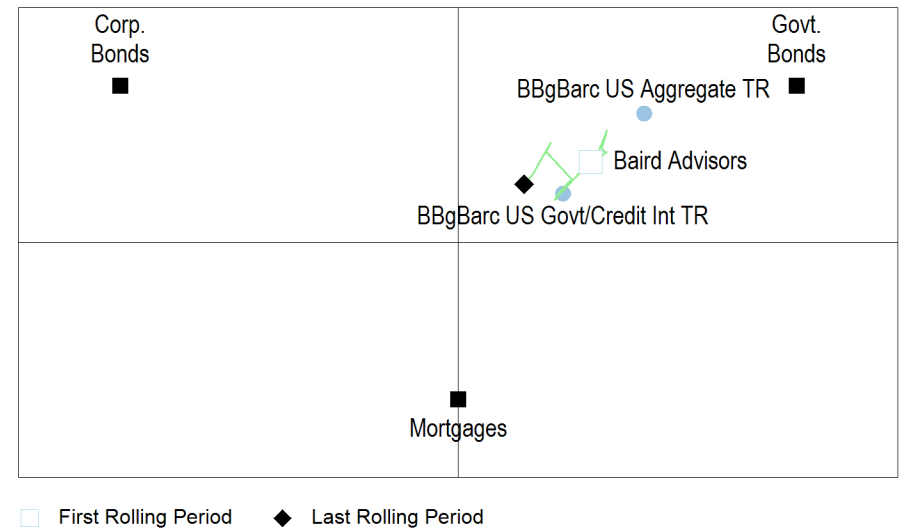 Corp.
Bonds
Govt.
Bonds
BBgBarc US Aggregate TR
Baird Advisors
BBgBarc US Govt/Credit Int TR
Mortgages
First Rolling Period
Last Rolling Period